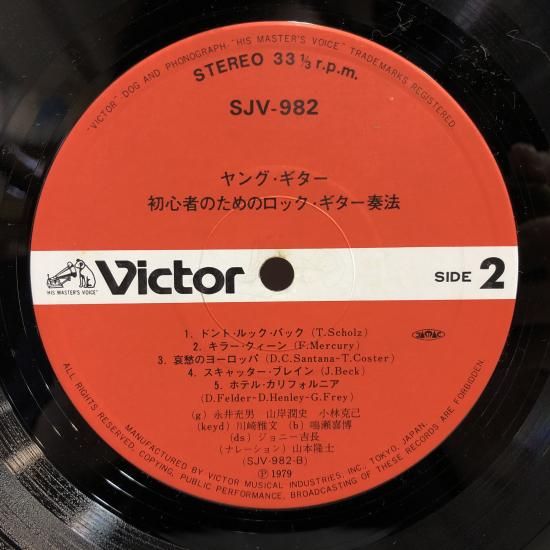 "VICTOR" DOG AND PHONOGRAPH-"HIS MASTER'S VOICE" TRADEMARKS REGISTERED.
STEREO 33⅓ r.p.m.
SJV-982
ヤング・ギター
初心者のためのロック・ギター奏法
"HIS MASTER'S VOICE"
Victor
SIDE 2
1. ドント・ルック・バック (T.Scholz)
2. キラー・クィーン (F.Mercury)
3. 哀愁のヨーロッパ (D.C.Santana-T.Coster)
4. スキャッター・ブレイン (J.Beck)
5. ホテル・カリフォルニア
(D.Felder-D.Henley-G.Frey)
(g) 永井充男 山岸潤史 小林克己
(keyd) 川崎雅文 (b) 鳴瀬喜博
(ds) ジョニー吉長
(ナレーション) 山本隆士
(SJV-982-B)
Ⓟ 1979
JASRAC
ALL RIGHTS RESERVED, COPYING, PUBLIC PERFORMANCE, BROADCASTING OF THESE RECORDS ARE FORBIDDEN.
MANUFACTURED BY VICTOR MUSICAL INDUSTRIES, INC., TOKYO, JAPAN.